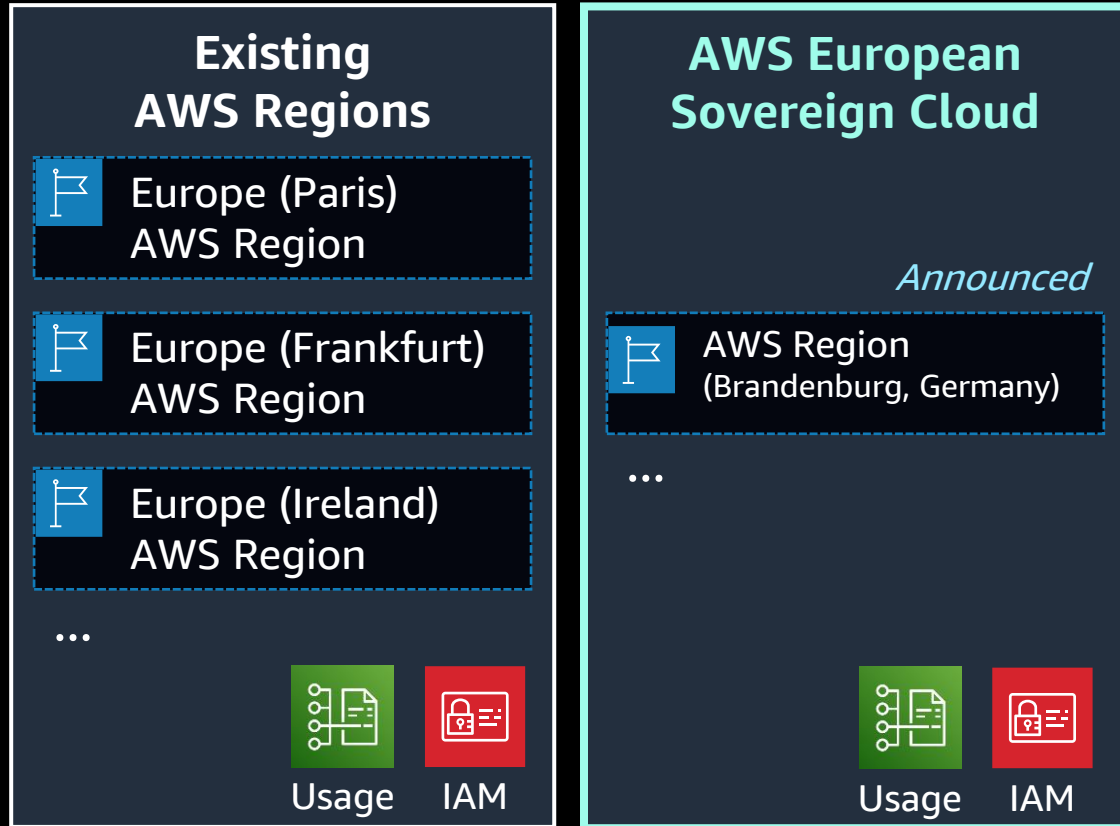 Existing
AWS Regions
Europe (Paris)
AWS Region
Europe (Frankfurt)
AWS Region
Europe (Ireland)
AWS Region
...
Usage
IAM
AWS European
Sovereign Cloud
Announced
AWS Region
(Brandenburg, Germany)
...
Usage
IAM